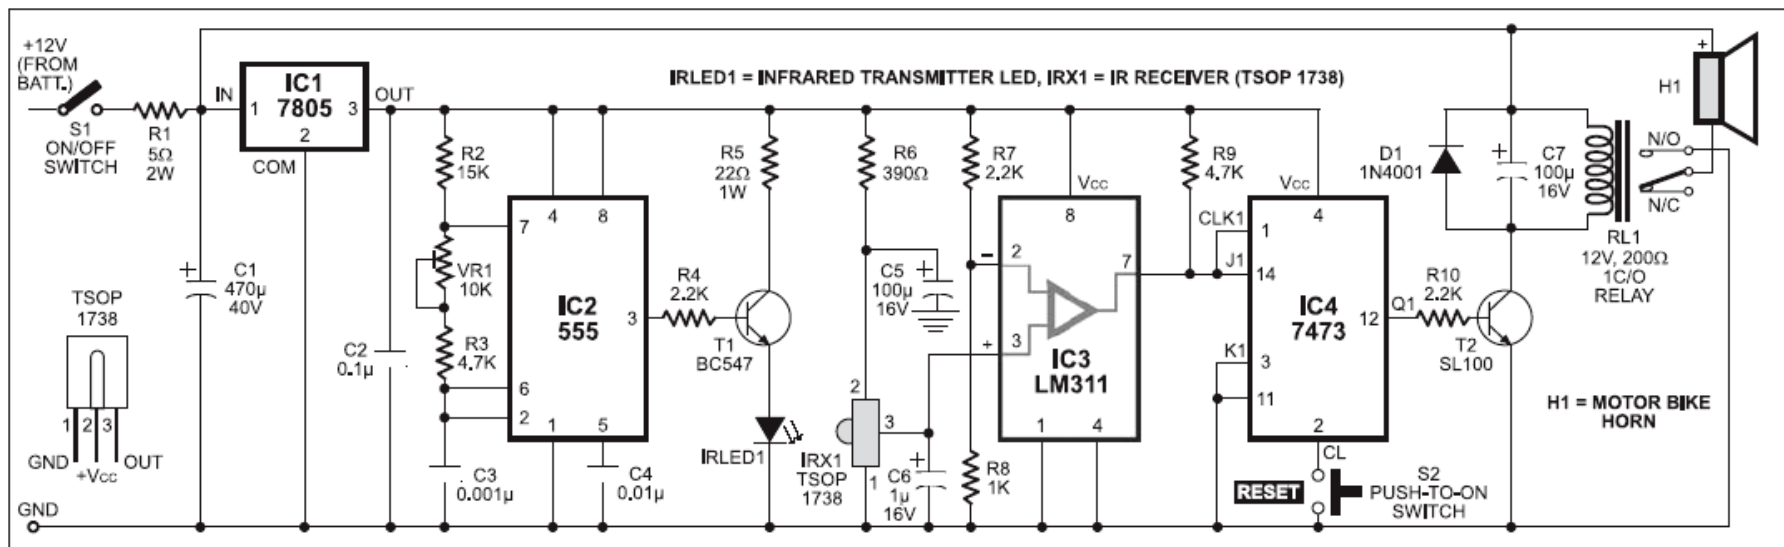 +12V
(FROM
BATT.)
S1
ON/OFF
SWITCH
R1
5Ω
2W
IN
1
IC1
7805
3
OUT
2
COM
IRLED1 = INFRARED TRANSMITTER LED, IRX1 = IR RECEIVER (TSOP 1738)
+
C1
470µ
40V
TSOP
1738
1 2 3
GND
+Vcc
OUT
GND
C2
0.1µ
R2
15K
VR1
10K
R3
4.7K
C3
0.001µ
4
8
7
IC2
555
3
6
2
1
5
C4
0.01µ
R4
2.2K
R5
22Ω
1W
T1
BC547
IRLED1
R6
390Ω
+
C5
100µ
16V
2
3
1
IRX1
TSOP
1738
+
C6
1µ
16V
R7
2.2K
R8
1K
Vcc
8
–
2
7
+
3
IC3
LM311
1
4
R9
4.7K
CLK1
J1
K1
Vcc
4
1
14
IC4
7473
12
3
11
2
CL
Q1
R10
2.2K
T2
SL100
RESET
S2
PUSH-TO-ON
SWITCH
D1
1N4001
+
C7
100µ
16V
RL1
12V, 200Ω
1C/O
RELAY
N/O
N/C
+
H1
H1 = MOTOR BIKE
HORN